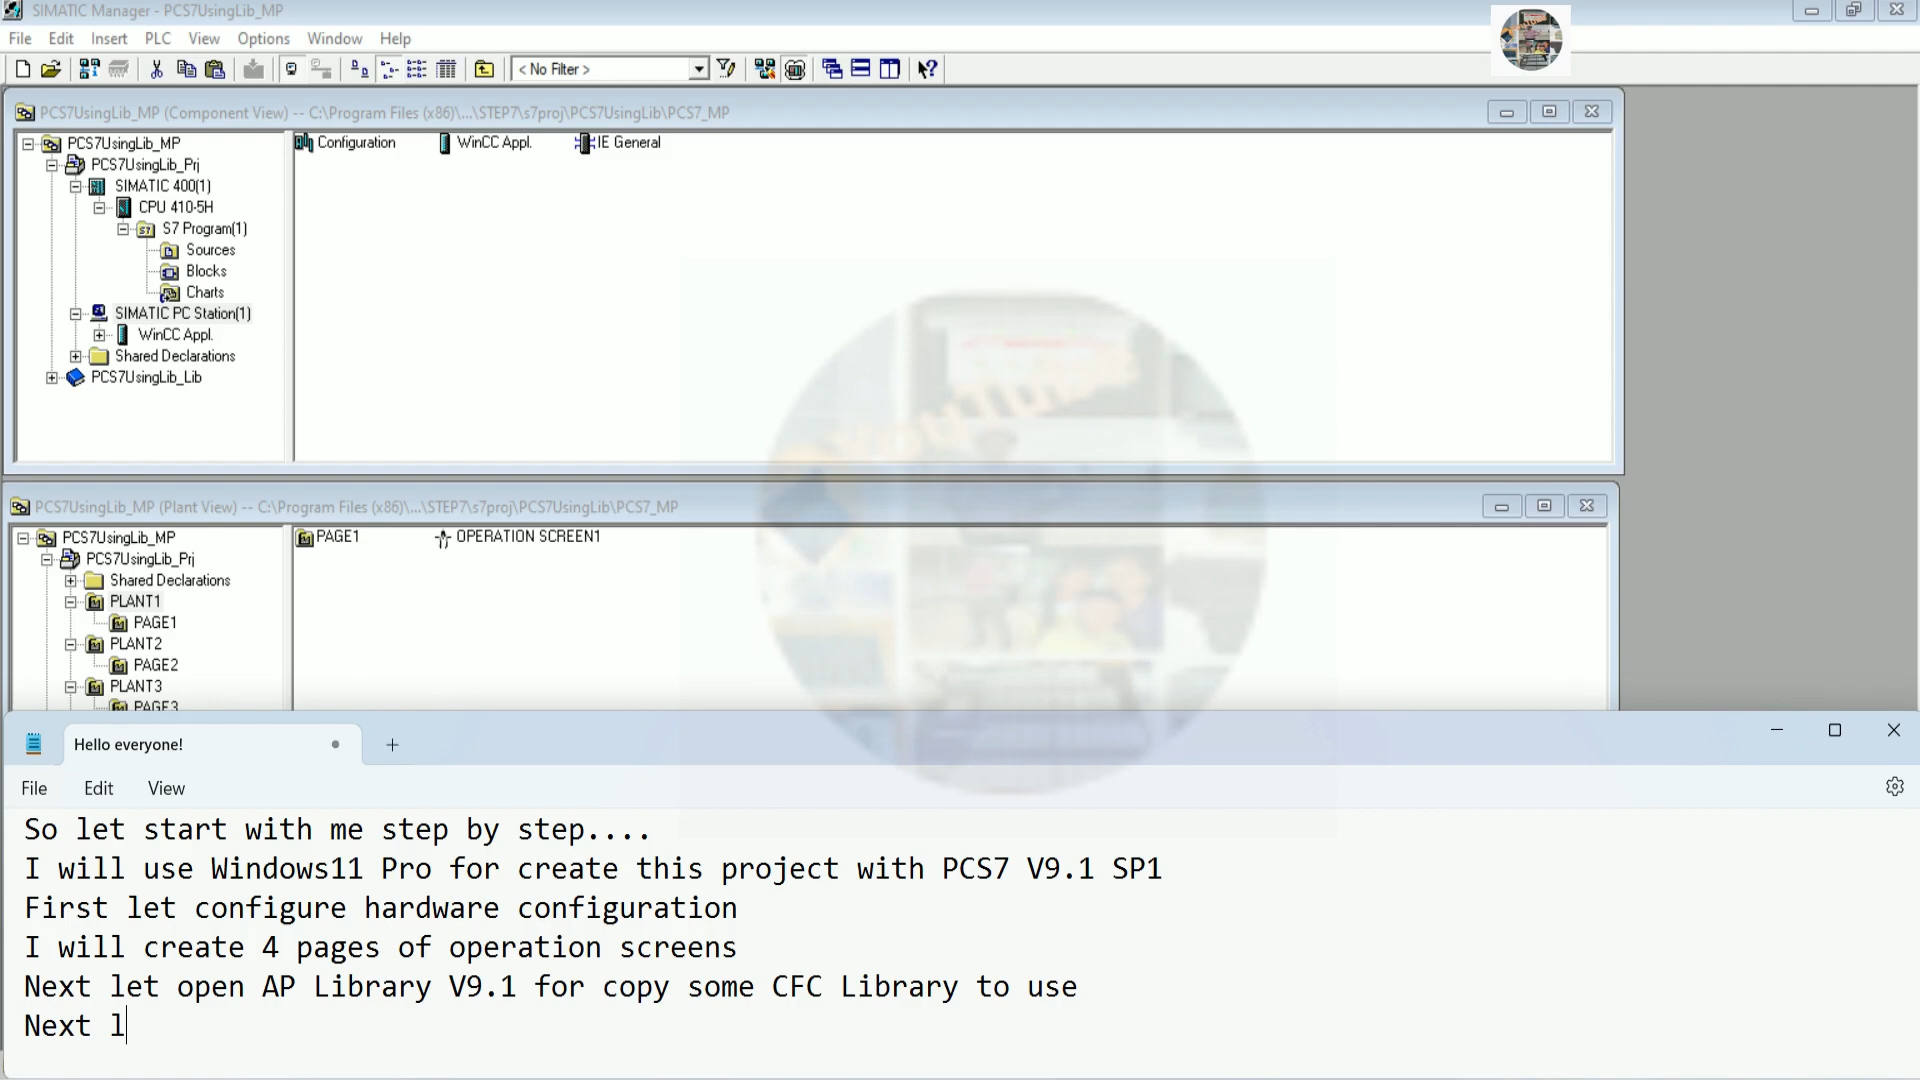 SIMATIC Manager - PCS7UsingLib_MP
File Edit Insert PLC View Options Window Help
< No Filter >
PCS7UsingLib_MP (Component View) -- C:\Program Files (x86)\...\STEP7\s7proj\PCS7UsingLib\PCS7_MP
PCS7UsingLib_MP
PCS7UsingLib_Prj
SIMATIC 400(1)
CPU 410-5H
S7 Program(1)
Sources
Blocks
Charts
SIMATIC PC Station(1)
WinCC Appl.
Shared Declarations
PCS7UsingLib_Lib
Configuration WinCC Appl. IE General
PCS7UsingLib_MP (Plant View) -- C:\Program Files (x86)\...\STEP7\s7proj\PCS7UsingLib\PCS7_MP
PCS7UsingLib_MP
PCS7UsingLib_Prj
Shared Declarations
PLANT1
PAGE1
PLANT2
PAGE2
PLANT3
PAGE3
PAGE1 OPERATION SCREEN1
Hello everyone!
File Edit View
So let start with me step by step....
I will use Windows11 Pro for create this project with PCS7 V9.1 SP1
First let configure hardware configuration
I will create 4 pages of operation screens
Next let open AP Library V9.1 for copy some CFC Library to use
Next l